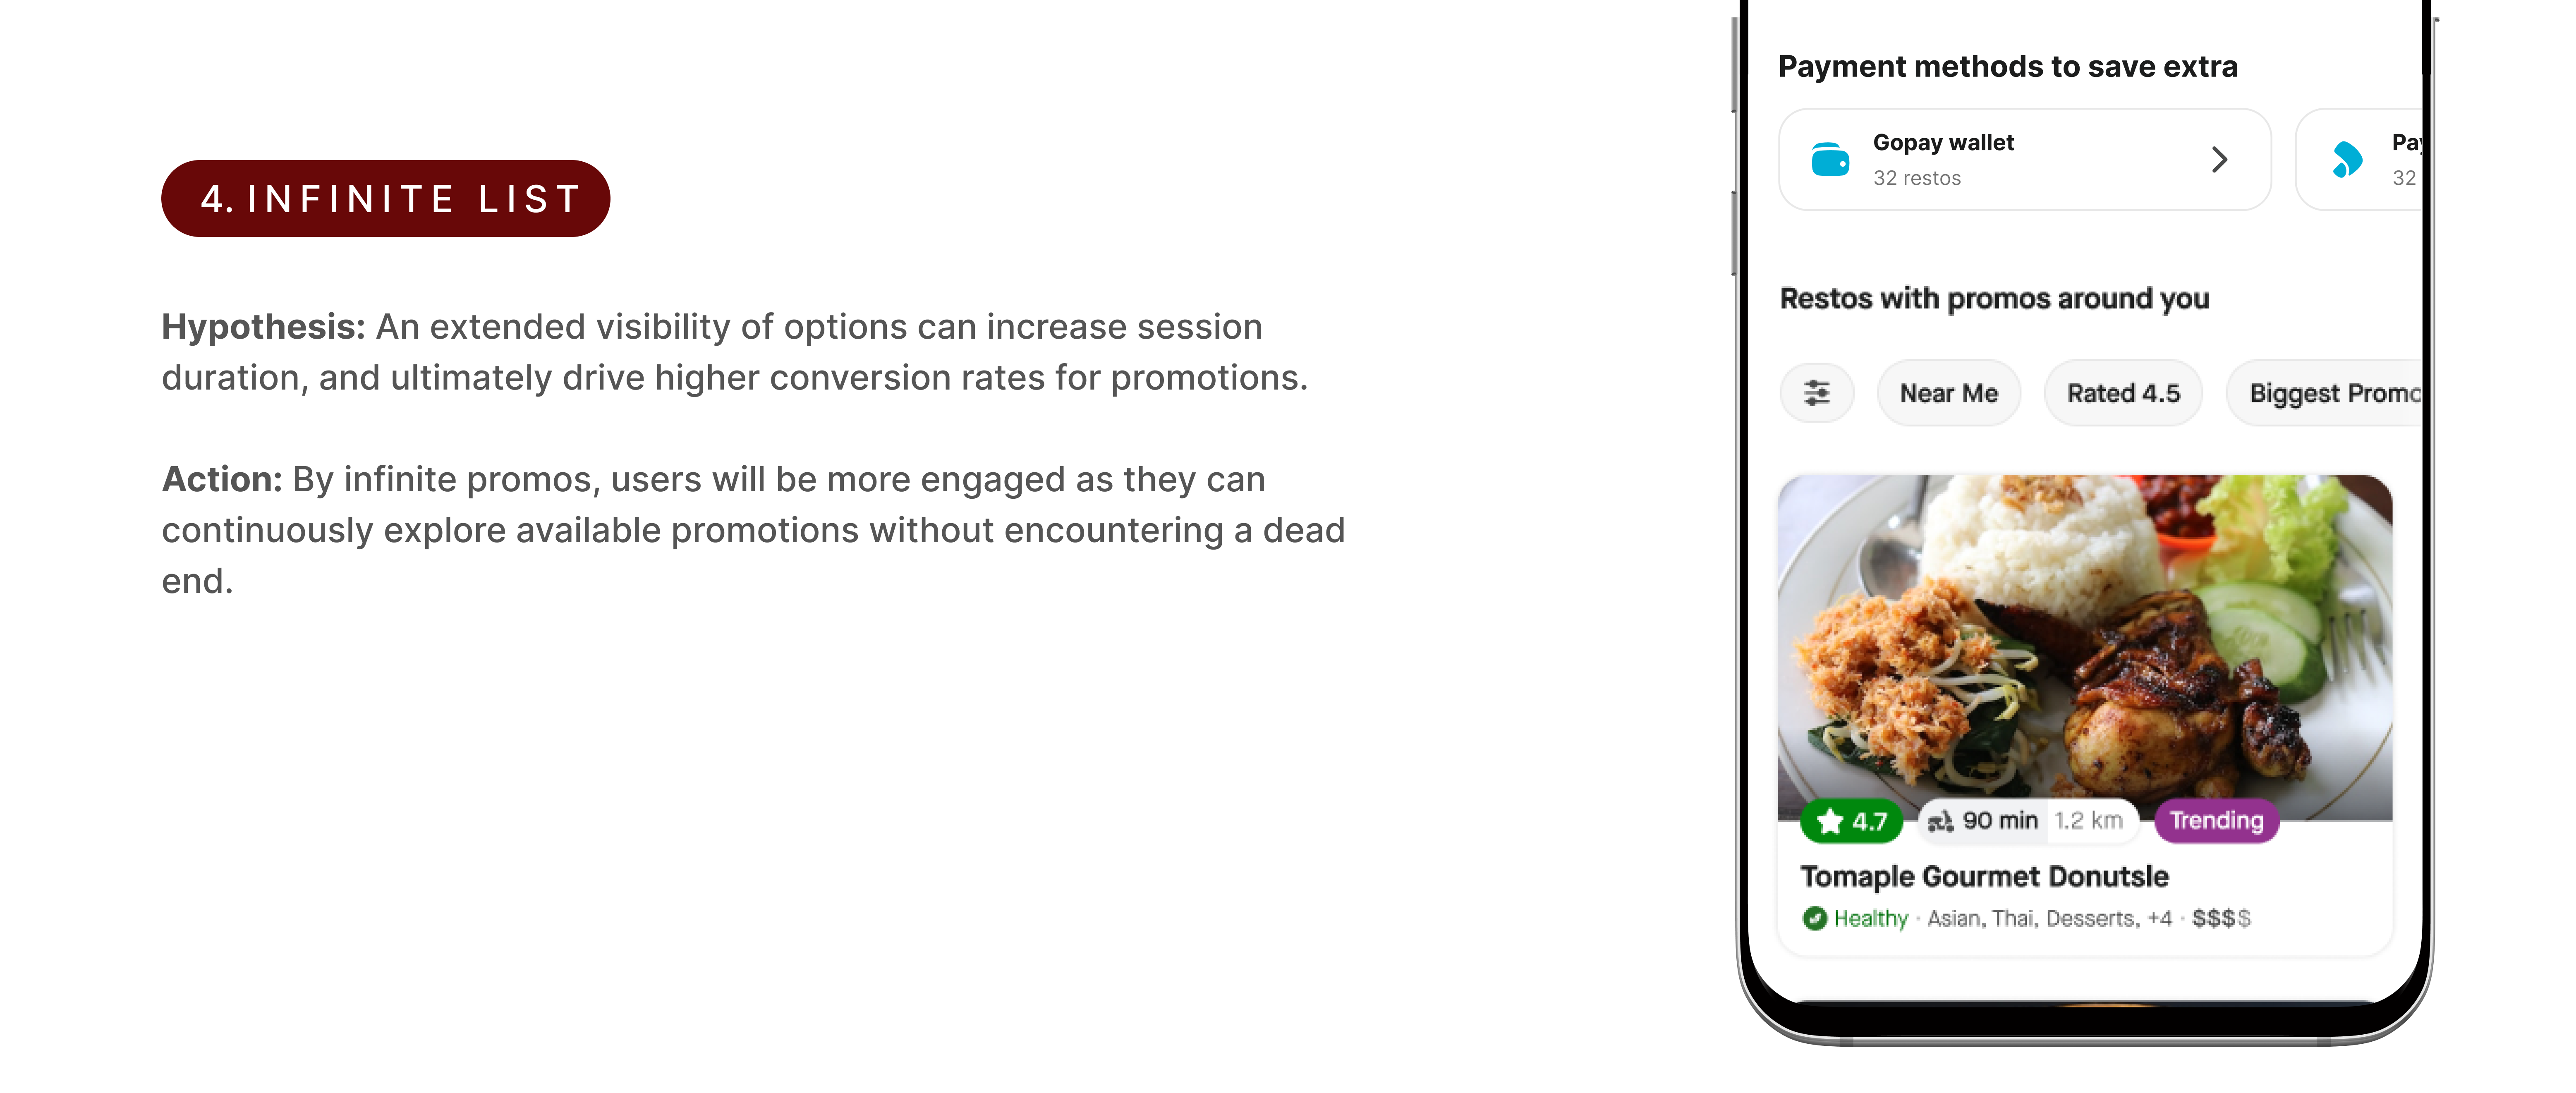 4. INFINITE LIST
Hypothesis: An extended visibility of options can increase session
duration, and ultimately drive higher conversion rates for promotions.
Action: By infinite promos, users will be more engaged as they can
continuously explore available promotions without encountering a dead
end.
Payment methods to save extra
Gopay wallet
32 restos
32
Restos with promos around you
Near Me
Rated 4.5
Biggest Promo
4.7
90 min 1.2 km
Trending
Tomaple Gourmet Donutsle
Healthy · Asian, Thai, Desserts, +4 · $$$$